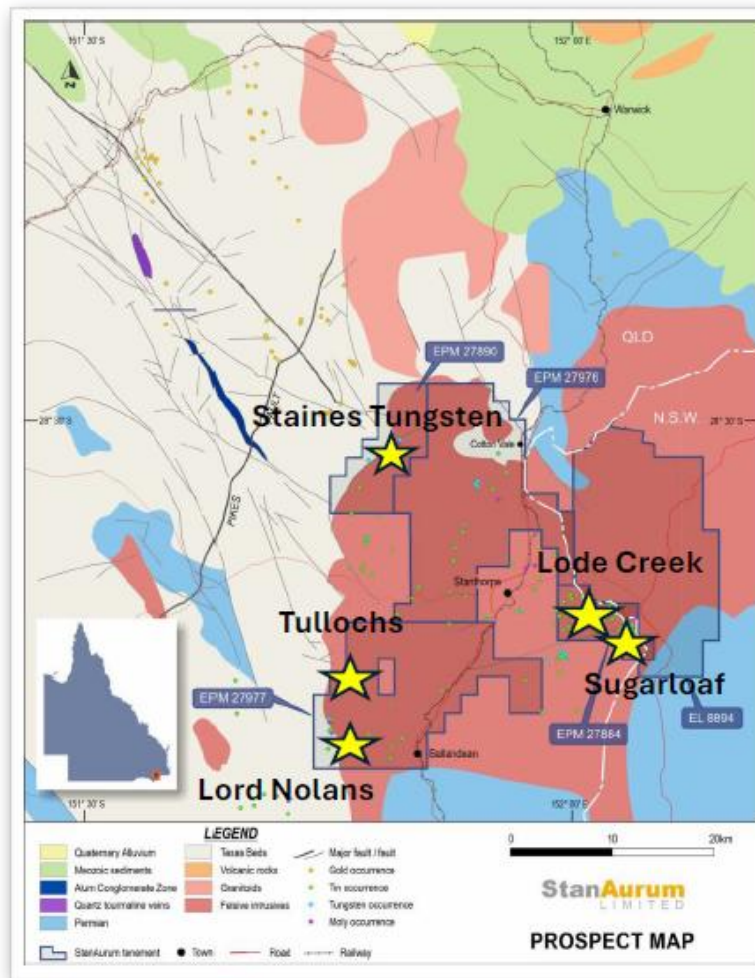 151° 30' S
152° 00' S
N
Warwick
QLD
N.S.W
EPM 27890
EPM 27976
28° 30' S
28° 30' S
Staines Tungsten
Cotton Vale
PIKES
FAULT
Lode Creek
Stanthorpe
Tullochs
Sugarloaf
EPM 27977
EL 8894
EPM 27864
Ballandean
Lord Nolans
151° 30' S
152° 00' S
LEGEND
Quaternary Alluvium
Texas Beds
Major fault / fault
Meozoic sediments
Volcanic rocks
Gold occurrence
Alum Conglomerate Zone
Granitoids
Tin occurrence
Quartz tourmaline veins
Felsive intrusives
Tungsten occurrence
Permian
Moly occurrence
StanAurum tenement
Town
Road
Railway
0 10 20km
StanAurum
LIMITED
PROSPECT MAP